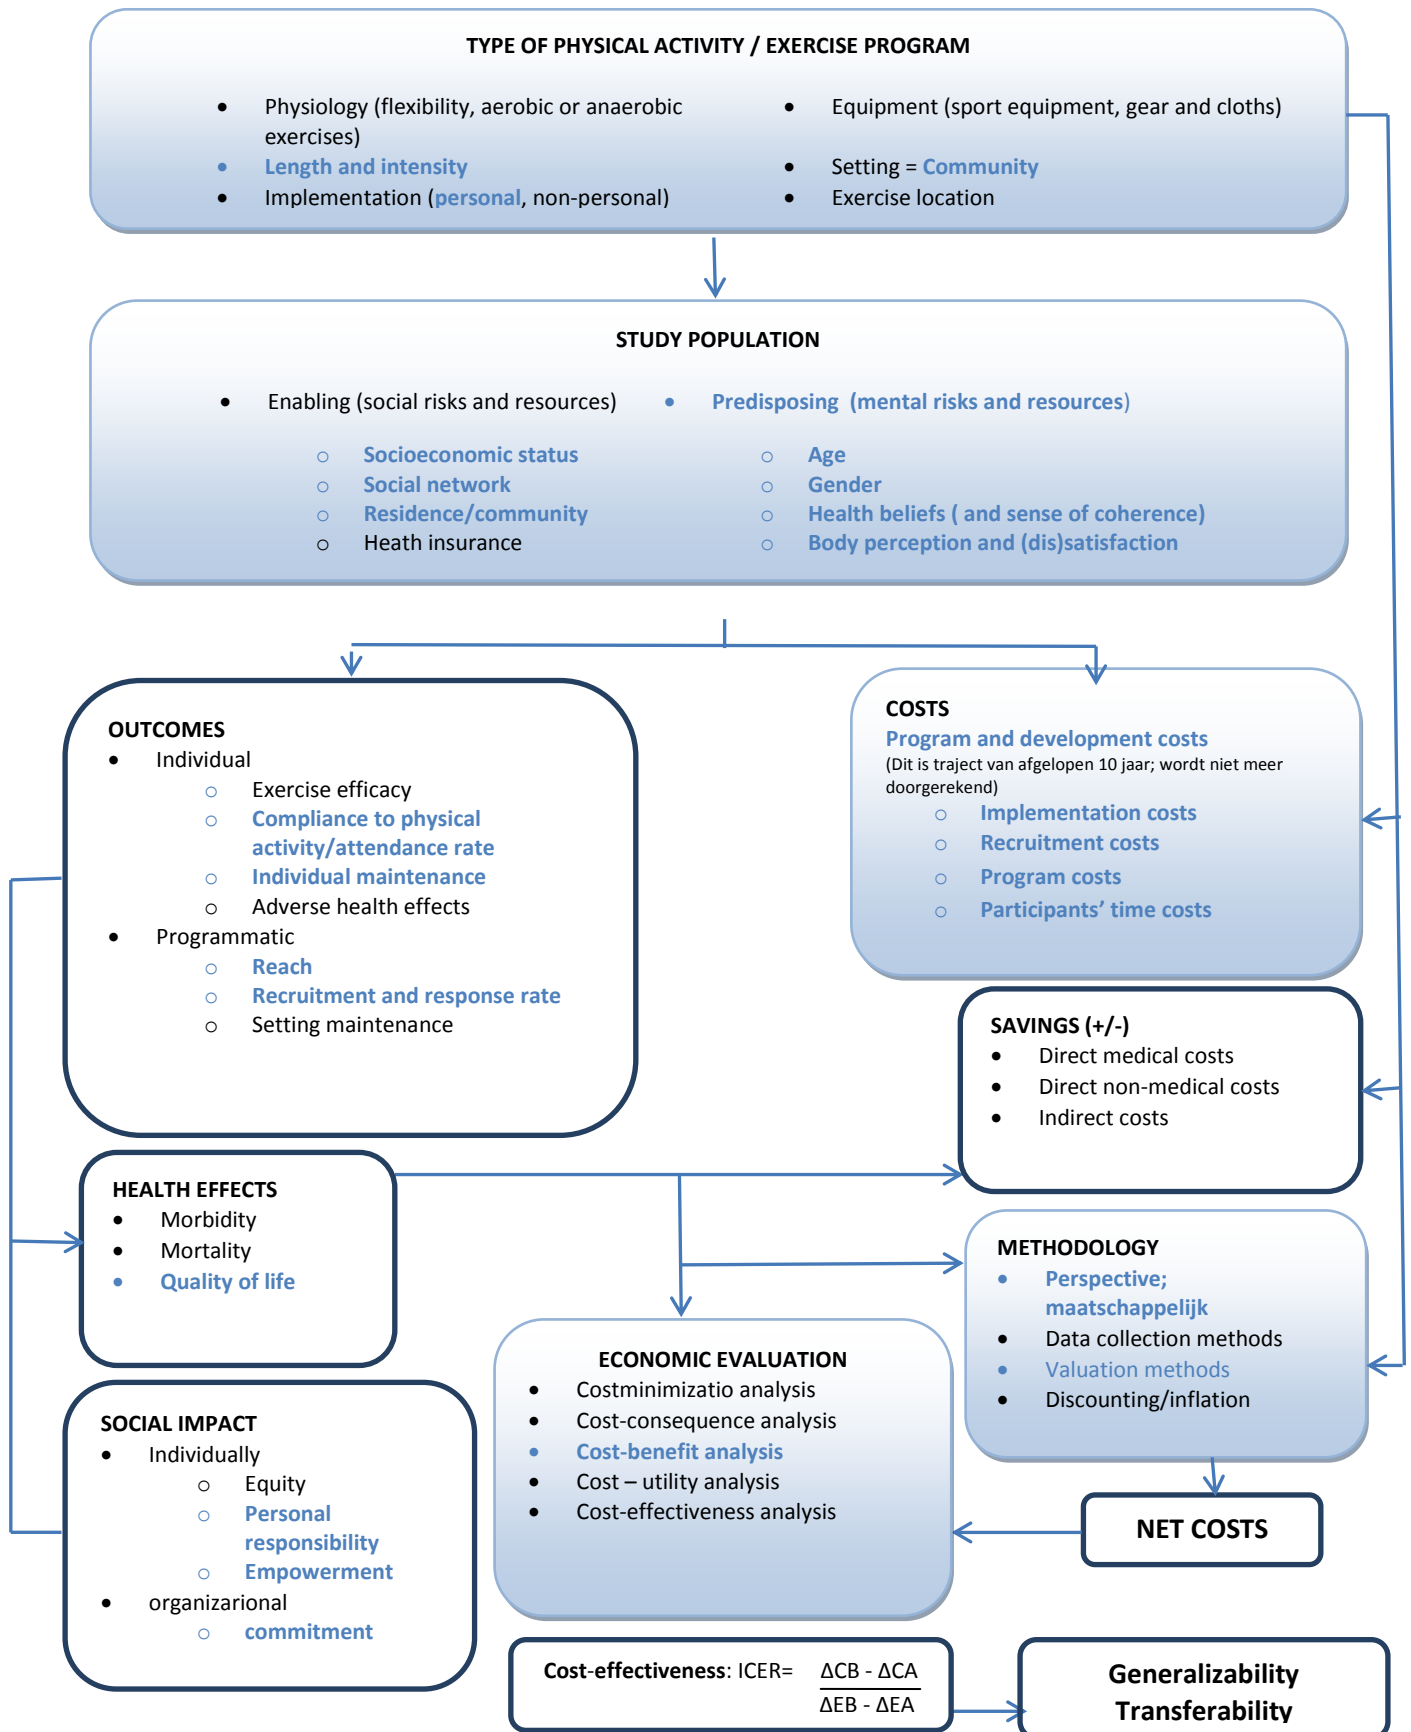 TYPE OF PHYSICAL ACTIVITY / EXERCISE PROGRAM
• Physiology (flexibility, aerobic or anaerobic
exercises)
• Length and intensity
• Implementation (personal, non-personal)
• Equipment (sport equipment, gear and cloths)
• Setting = Community
• Exercise location
STUDY POPULATION
• Enabling (social risks and resources)
o Socioeconomic status
o Social network
o Residence/community
o Heath insurance
• Predisposing (mental risks and resources)
o Age
o Gender
o Health beliefs ( and sense of coherence)
o Body perception and (dis)satisfaction
OUTCOMES
• Individual
o Exercise efficacy
o Compliance to physical
activity/attendance rate
o Individual maintenance
o Adverse health effects
• Programmatic
o Reach
o Recruitment and response rate
o Setting maintenance
COSTS
Program and development costs
(Dit is traject van afgelopen 10 jaar; wordt niet meer
doorgerekend)
o Implementation costs
o Recruitment costs
o Program costs
o Participants’ time costs
SAVINGS (+/-)
• Direct medical costs
• Direct non-medical costs
• Indirect costs
HEALTH EFFECTS
• Morbidity
• Mortality
• Quality of life
METHODOLOGY
• Perspective;
maatschappelijk
• Data collection methods
• Valuation methods
• Discounting/inflation
ECONOMIC EVALUATION
• Costminimizatio analysis
• Cost-consequence analysis
• Cost-benefit analysis
• Cost – utility analysis
• Cost-effectiveness analysis
SOCIAL IMPACT
• Individually
o Equity
o Personal
responsibility
o Empowerment
• organizarional
o commitment
NET COSTS
Cost-effectiveness: ICER= ΔCB - ΔCA
ΔEB - ΔEA
Generalizability
Transferability